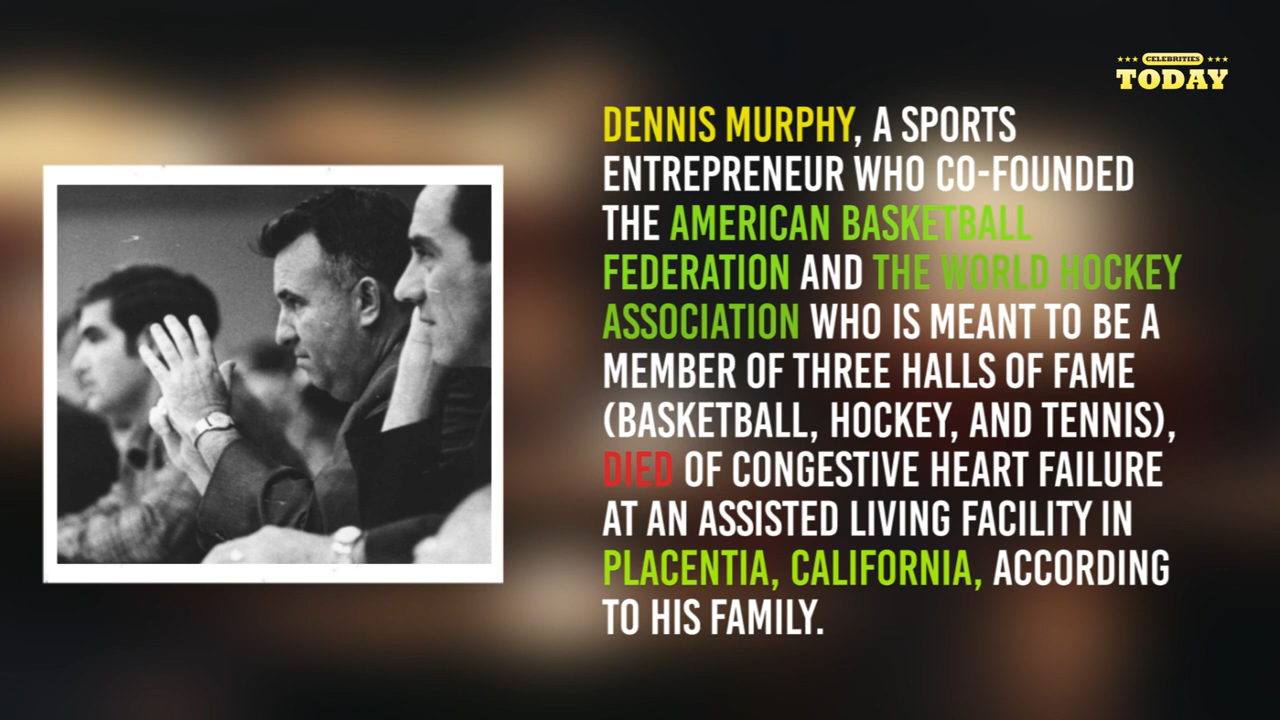 CELEBRITIES
TODAY
DENNIS MURPHY, A SPORTS
ENTREPRENEUR WHO CO-FOUNDED
THE AMERICAN BASKETBALL
FEDERATION AND THE WORLD HOCKEY
ASSOCIATION WHO IS MEANT TO BE A
MEMBER OF THREE HALLS OF FAME
(BASKETBALL, HOCKEY, AND TENNIS),
DIED OF CONGESTIVE HEART FAILURE
AT AN ASSISTED LIVING FACILITY IN
PLACENTIA, CALIFORNIA, ACCORDING
TO HIS FAMILY.